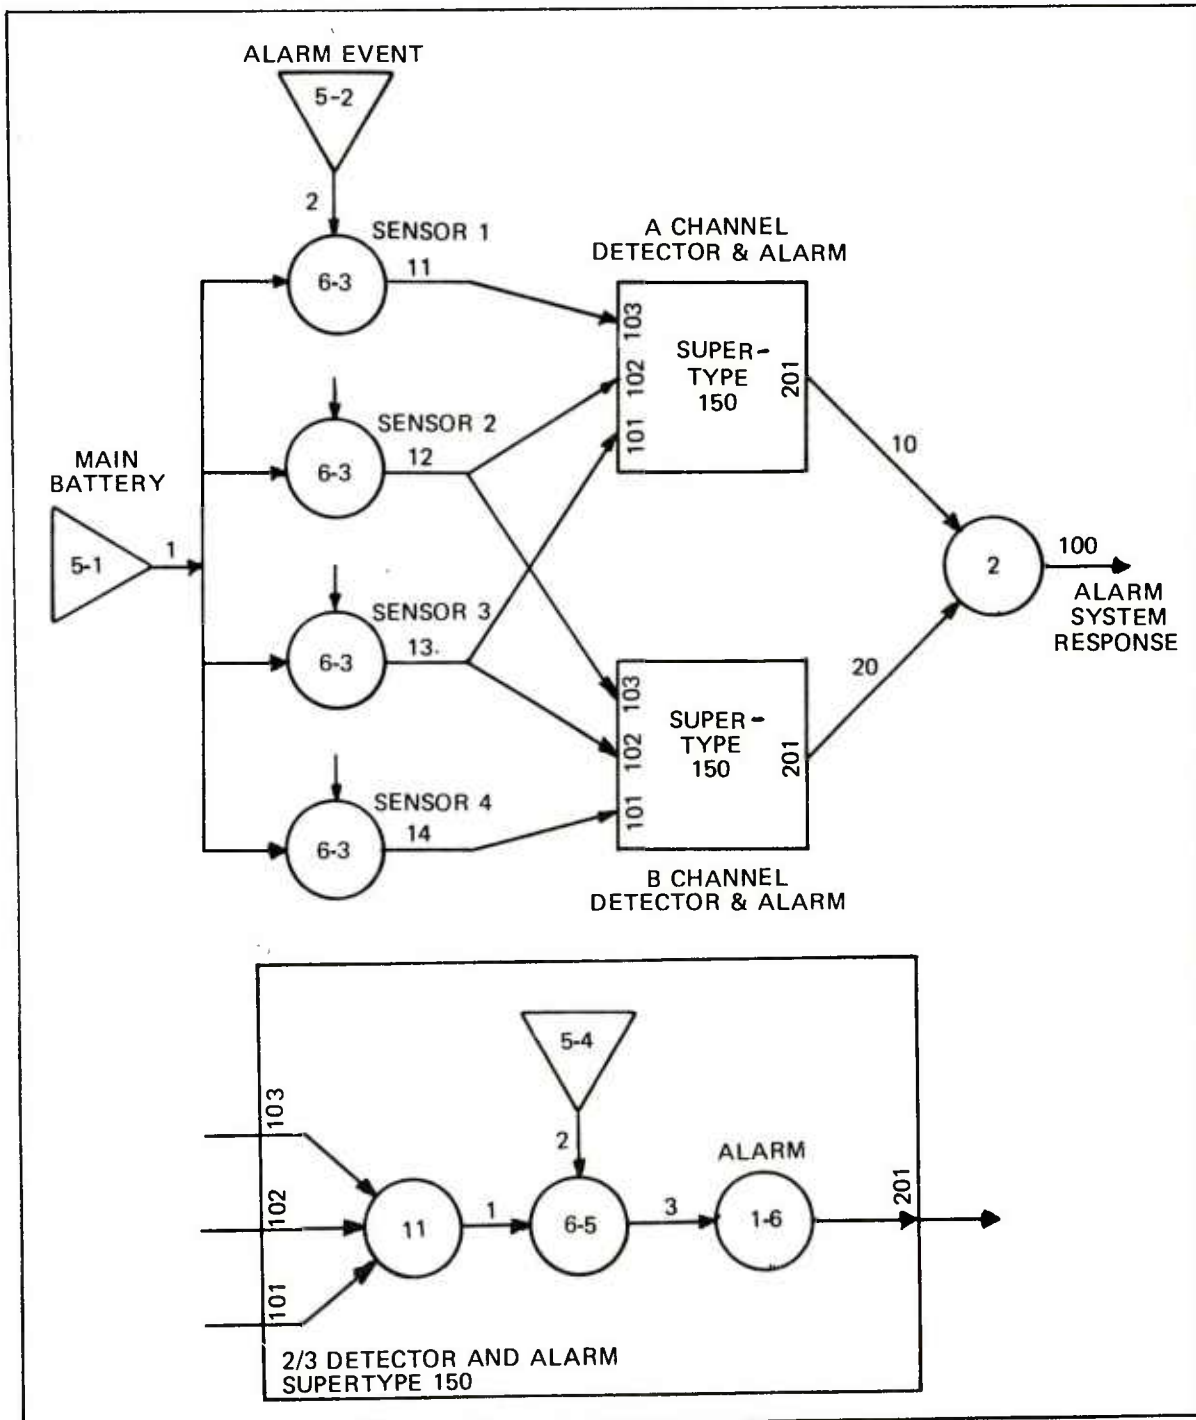 ALARM EVENT
5-2
2
SENSOR 1
6-3
11
A CHANNEL
DETECTOR & ALARM
103
102
101
SUPER-
TYPE
150
201
SENSOR 2
6-3
12
10
MAIN
BATTERY
5-1
1
2
100
ALARM
SYSTEM
RESPONSE
SENSOR 3
6-3
13
20
103
102
101
SUPER-
TYPE
150
201
SENSOR 4
6-3
14
B CHANNEL
DETECTOR & ALARM
5-4
103
2
ALARM
201
102
11
1
6-5
3
1-6
101
2/3 DETECTOR AND ALARM
SUPERTYPE 150